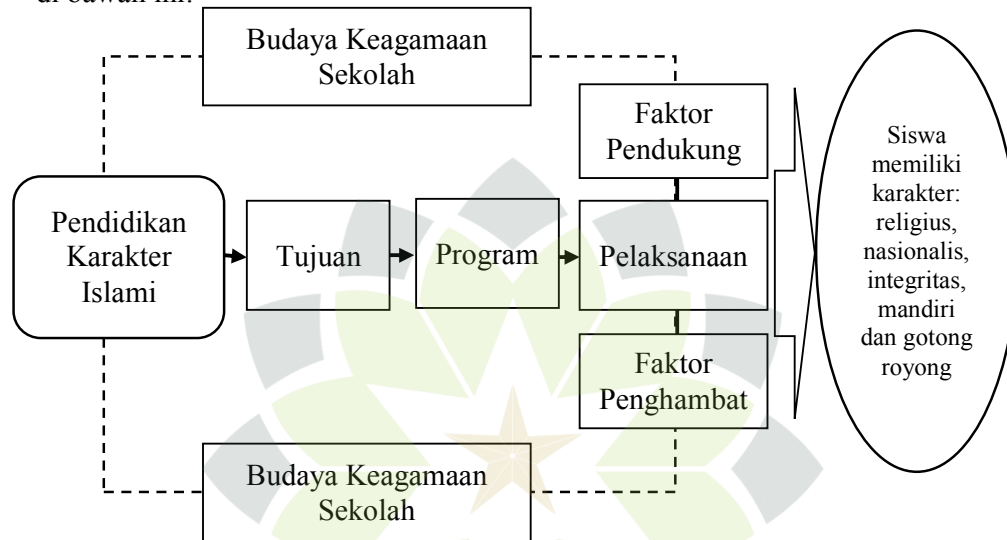 di bawah ini:
Budaya Keagamaan
Sekolah
Faktor
Pendukung
Pendidikan
Karakter
Islami
Tujuan
Program
Pelaksanaan
Faktor
Penghambat
Budaya Keagamaan
Sekolah
Siswa
memiliki
karakter:
religius,
nasionalis,
integritas,
mandiri
dan gotong
royong